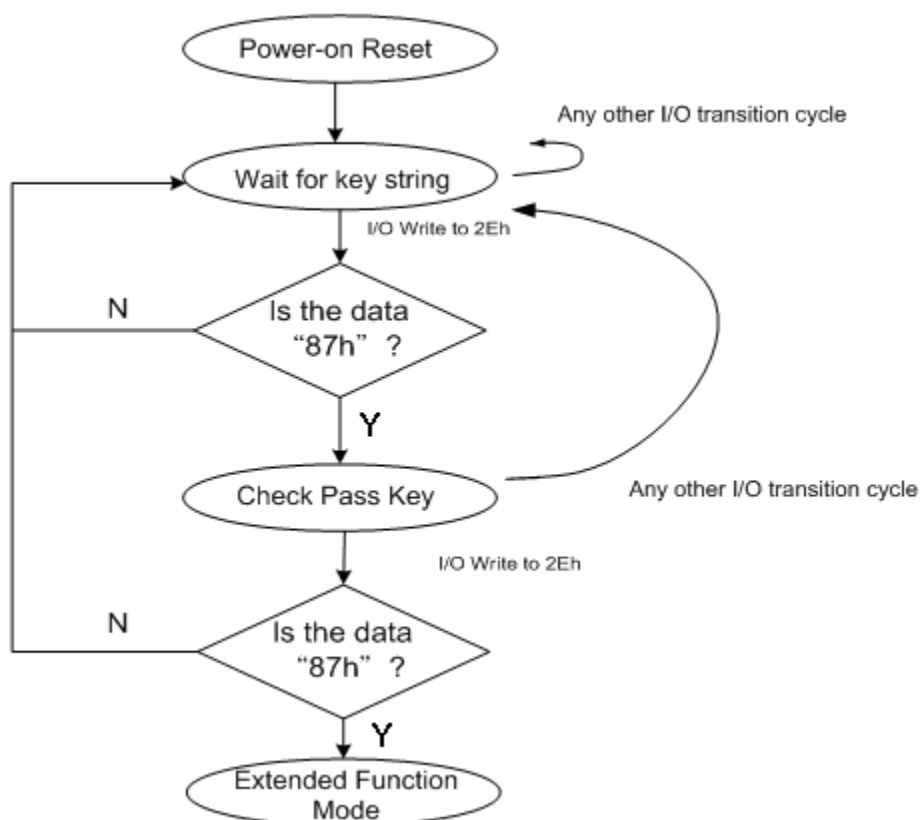 Power-on Reset
Any other I/O transition cycle
Wait for key string
I/O Write to 2Eh
N
Is the data
“87h” ?
Y
Check Pass Key
Any other I/O transition cycle
I/O Write to 2Eh
N
Is the data
“87h” ?
Y
Extended Function
Mode